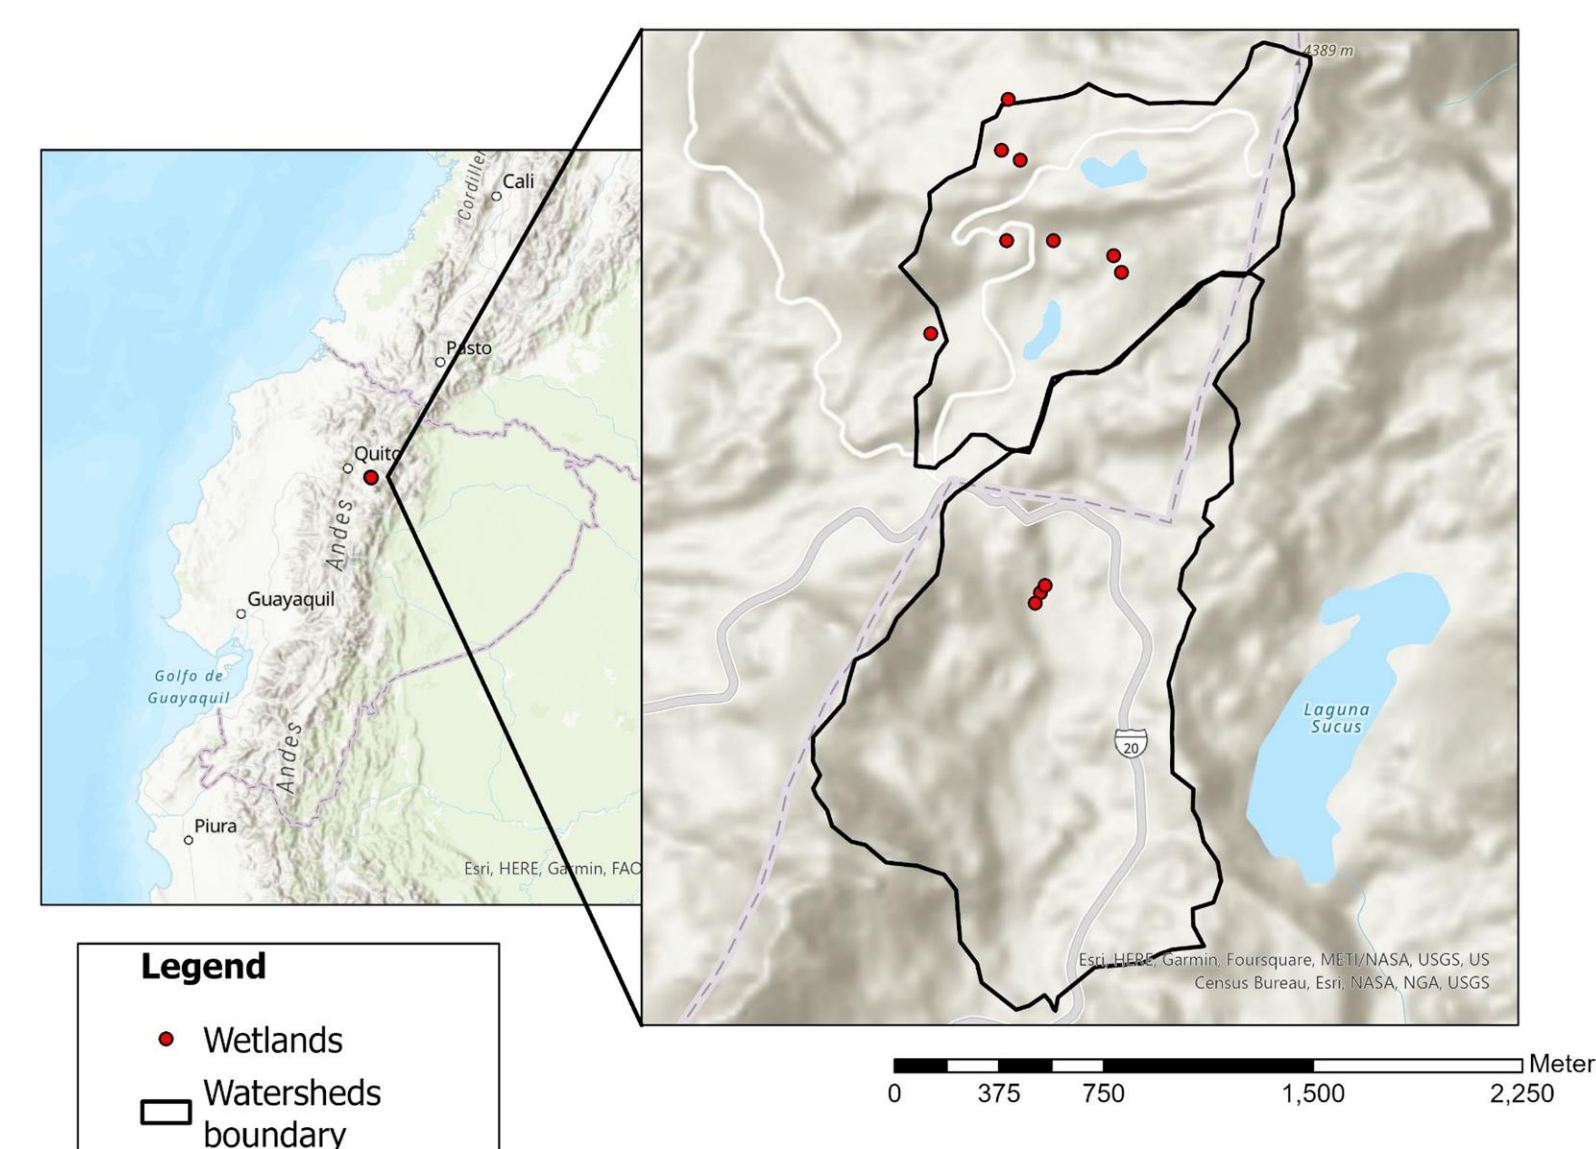 4389 m
Cordiller
Cali
Pasto
Quito
Andes
Guayaquil
Golfo de
Guayaquil
Andes
Piura
Esri, HERE, Garmin, FAO
Laguna
Sucus
20
Esri, HERE, Garmin, Foursquare, METI/NASA, USGS, US
Census Bureau, Esri, NASA, NGA, USGS
Legend
Wetlands
Watersheds
boundary
Meter
0 375 750 1,500 2,250